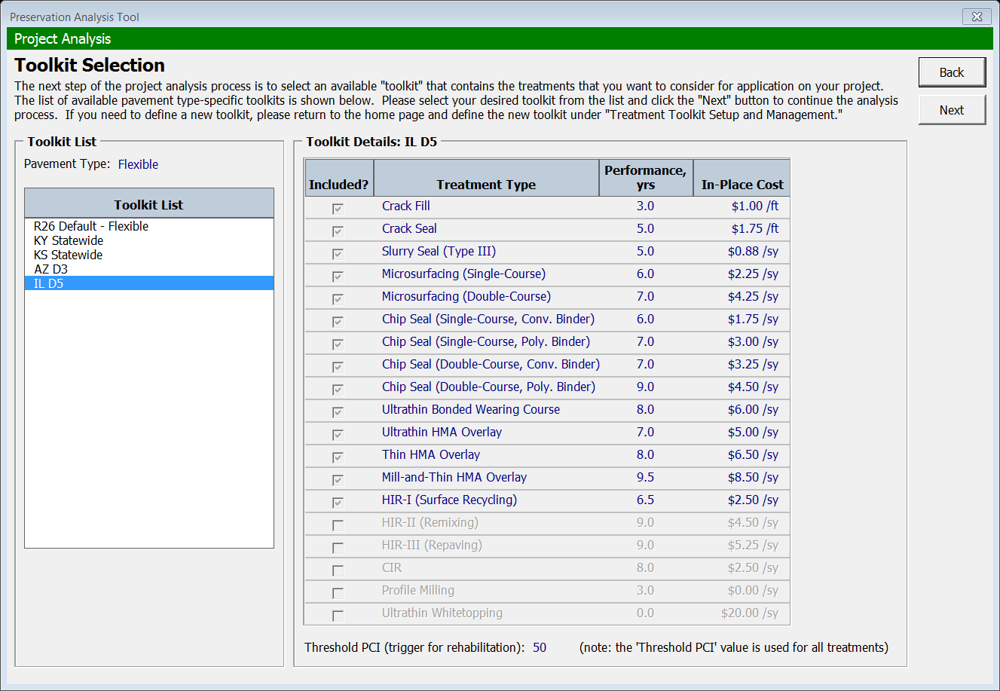 Preservation Analysis Tool
Project Analysis
Toolkit Selection
The next step of the project analysis process is to select an available "toolkit" that contains the treatments that you want to consider for application on your project.
The list of available pavement type-specific toolkits is shown below.  Please select your desired toolkit from the list and click the "Next" button to continue the analysis
process.  If you need to define a new toolkit, please return to the home page and define the new toolkit under "Treatment Toolkit Setup and Management."
Back
Next
Toolkit List
Pavement Type: Flexible
Toolkit List
R26 Default - Flexible
KY Statewide
KS Statewide
AZ D3
IL D5
Toolkit Details: IL D5
Included? Treatment Type Performance, yrs In-Place Cost
Crack Fill 3.0 $1.00 /ft
Crack Seal 5.0 $1.75 /ft
Slurry Seal (Type III) 5.0 $0.88 /sy
Microsurfacing (Single-Course) 6.0 $2.25 /sy
Microsurfacing (Double-Course) 7.0 $4.25 /sy
Chip Seal (Single-Course, Conv. Binder) 6.0 $1.75 /sy
Chip Seal (Single-Course, Poly. Binder) 7.0 $3.00 /sy
Chip Seal (Double-Course, Conv. Binder) 7.0 $3.25 /sy
Chip Seal (Double-Course, Poly. Binder) 9.0 $4.50 /sy
Ultrathin Bonded Wearing Course 8.0 $6.00 /sy
Ultrathin HMA Overlay 7.0 $5.00 /sy
Thin HMA Overlay 8.0 $6.50 /sy
Mill-and-Thin HMA Overlay 9.5 $8.50 /sy
HIR-I (Surface Recycling) 6.5 $2.50 /sy
HIR-II (Remixing) 9.0 $4.50 /sy
HIR-III (Repaving) 9.0 $5.25 /sy
CIR 8.0 $2.50 /sy
Profile Milling 3.0 $0.00 /sy
Ultrathin Whitetopping 0.0 $20.00 /sy
Threshold PCI (trigger for rehabilitation): 50 (note: the 'Threshold PCI' value is used for all treatments)